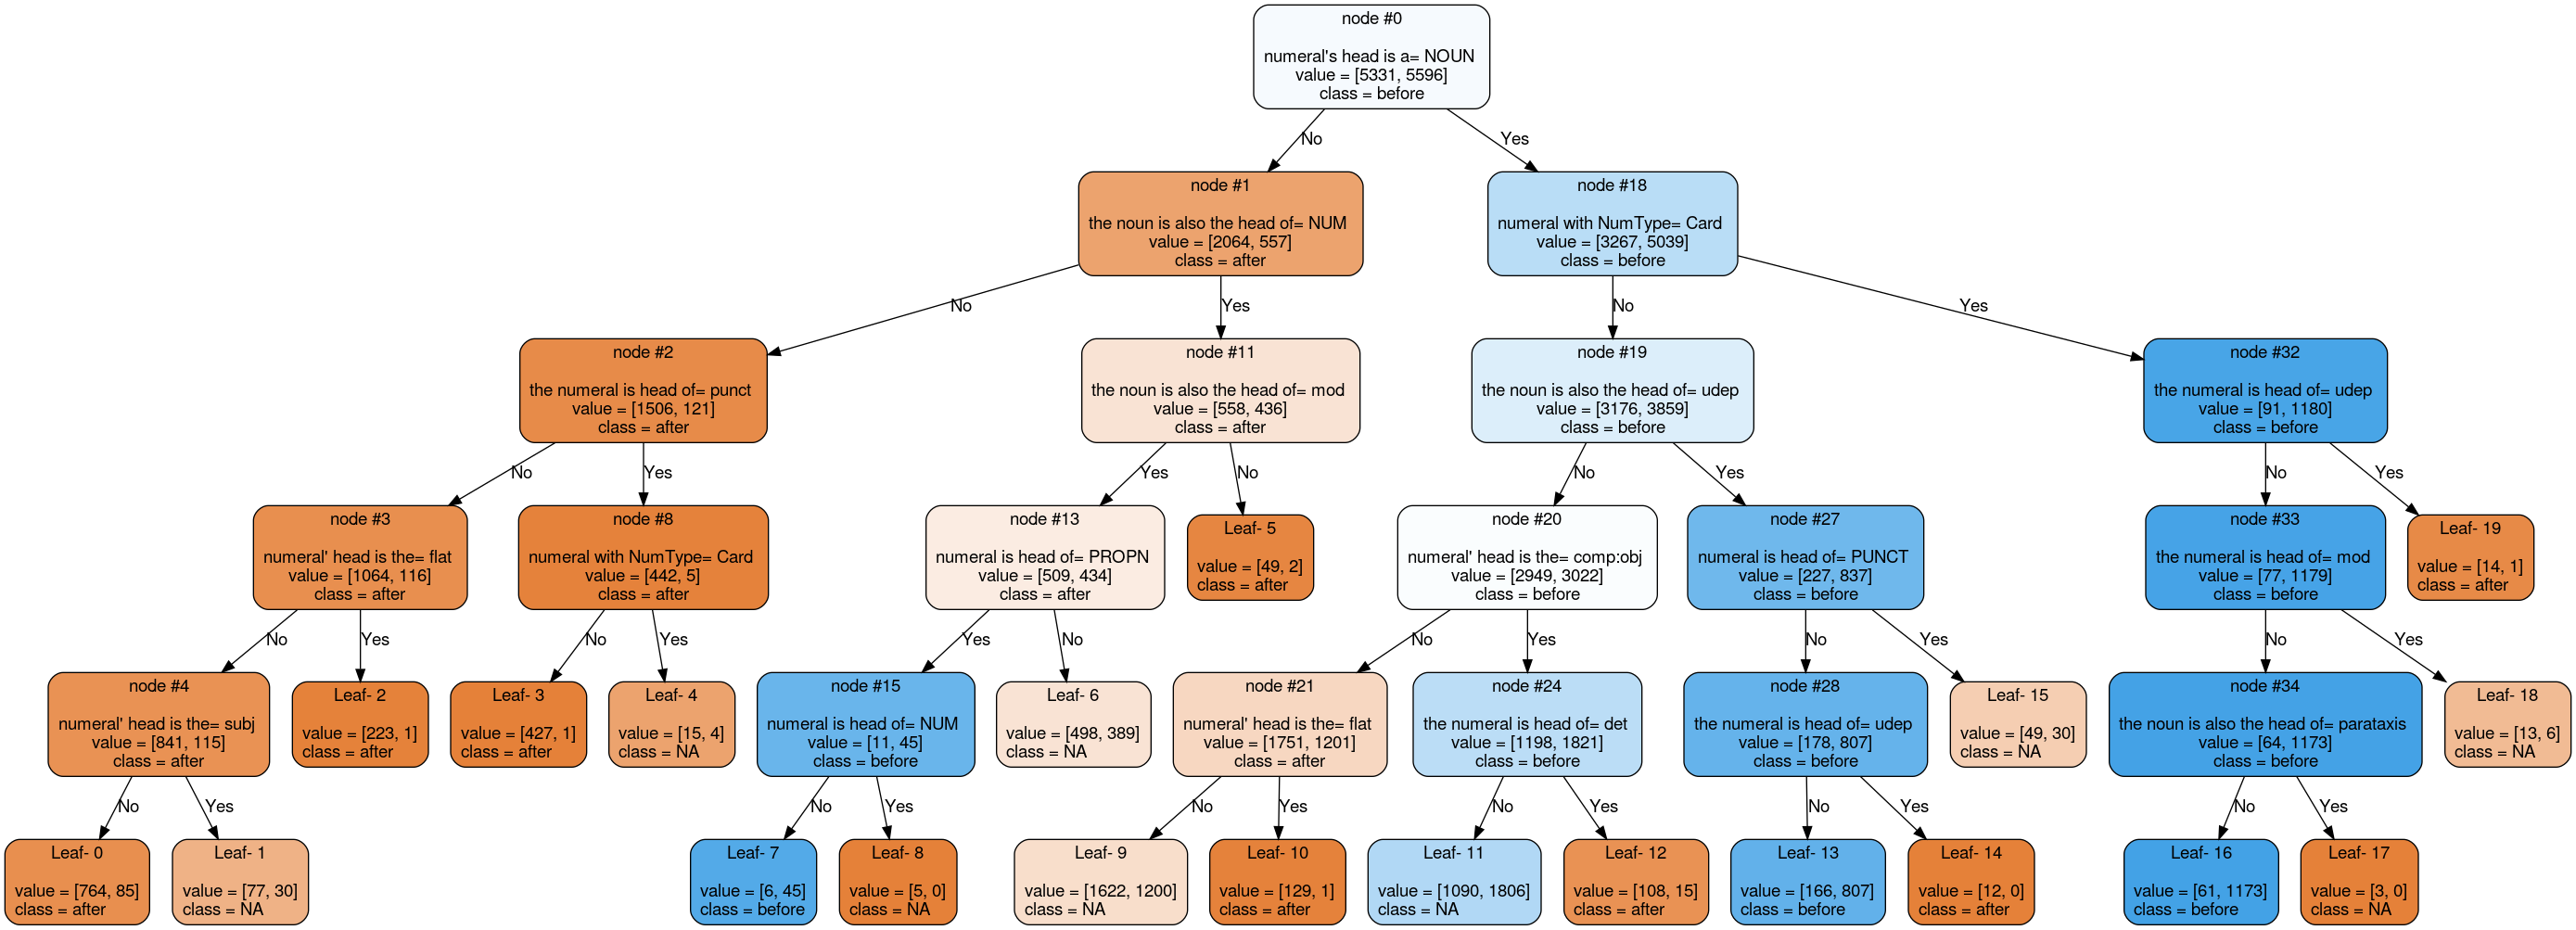 node #0
numeral's head is a= NOUN
value = [5331, 5596]
class = before
No
Yes
node #1
the noun is also the head of= NUM
value = [2064, 557]
class = after
node #18
numeral with NumType= Card
value = [3267, 5039]
class = before
No
Yes
No
Yes
node #2
the numeral is head of= punct
value = [1506, 121]
class = after
node #11
the noun is also the head of= mod
value = [558, 436]
class = after
node #19
the noun is also the head of= udep
value = [3176, 3859]
class = before
node #32
the numeral is head of= udep
value = [91, 1180]
class = before
No
Yes
Yes
No
No
Yes
No
Yes
node #3
numeral' head is the= flat
value = [1064, 116]
class = after
node #8
numeral with NumType= Card
value = [442, 5]
class = after
node #13
numeral is head of= PROPN
value = [509, 434]
class = after
Leaf- 5
value = [49, 2]
class = after
node #20
numeral' head is the= comp:obj
value = [2949, 3022]
class = before
node #27
numeral is head of= PUNCT
value = [227, 837]
class = before
node #33
the numeral is head of= mod
value = [77, 1179]
class = before
Leaf- 19
value = [14, 1]
class = after
No
Yes
No
Yes
Yes
No
No
Yes
No
Yes
No
Yes
node #4
numeral' head is the= subj
value = [841, 115]
class = after
Leaf- 2
value = [223, 1]
class = after
Leaf- 3
value = [427, 1]
class = after
Leaf- 4
value = [15, 4]
class = NA
node #15
numeral is head of= NUM
value = [11, 45]
class = before
Leaf- 6
value = [498, 389]
class = NA
node #21
numeral' head is the= flat
value = [1751, 1201]
class = after
node #24
the numeral is head of= det
value = [1198, 1821]
class = before
node #28
the numeral is head of= udep
value = [178, 807]
class = before
Leaf- 15
value = [49, 30]
class = NA
node #34
the noun is also the head of= parataxis
value = [64, 1173]
class = before
Leaf- 18
value = [13, 6]
class = NA
No
Yes
No
Yes
No
Yes
No
Yes
No
Yes
No
Yes
Leaf- 0
value = [764, 85]
class = after
Leaf- 1
value = [77, 30]
class = NA
Leaf- 7
value = [6, 45]
class = before
Leaf- 8
value = [5, 0]
class = NA
Leaf- 9
value = [1622, 1200]
class = NA
Leaf- 10
value = [129, 1]
class = after
Leaf- 11
value = [1090, 1806]
class = NA
Leaf- 12
value = [108, 15]
class = after
Leaf- 13
value = [166, 807]
class = before
Leaf- 14
value = [12, 0]
class = after
Leaf- 16
value = [61, 1173]
class = before
Leaf- 17
value = [3, 0]
class = NA